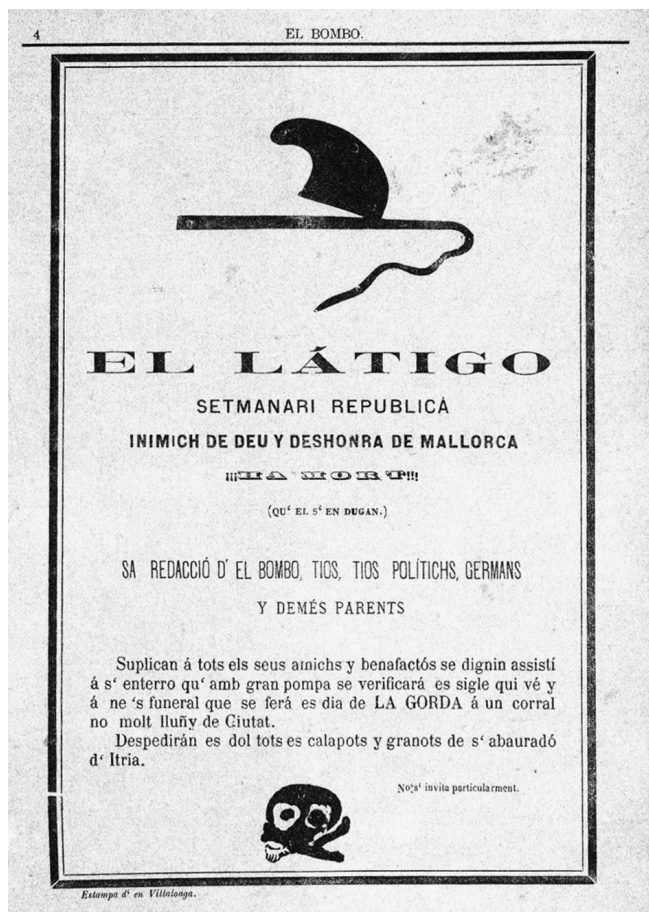 4
EL BOMBO.
EL LÁTIGO
SETMANARI REPUBLICÁ
INIMICH DE DEU Y DESHONRA DE MALLORCA
¡¡¡HA MORT!!!
(QU‘ EL S‘ EN DUGAN.)
SA REDACCIÓ D‘ EL BOMBO, TIOS, TIOS POLÍTICHS, GERMANS
Y DEMÉS PARENTS
Suplican á tots els seus amichs y benafactós se dignin assistí
á s‘ enterro qu‘ amb gran pompa se verificará es sigle qui vé y
á ne ‘s funeral que se ferá es dia de LA GORDA á un corral
no molt lluñy de Ciutat.
Despedirán es dol tots es calapots y granots de s‘ abauradó
d‘ Itria.
No‘s‘ invita particularment.
Estampa d‘ en Villalonga.